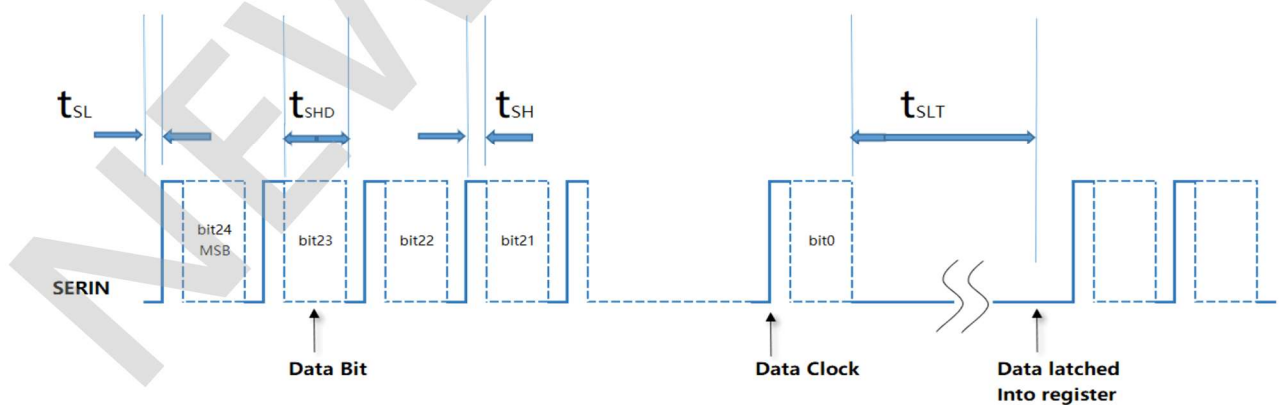 NEV
tSL
tSHD
tSH
tSLT
bit24
MSB
bit23
bit22
bit21
bit0
SERIN
Data Bit
Data Clock
Data latched
Into register